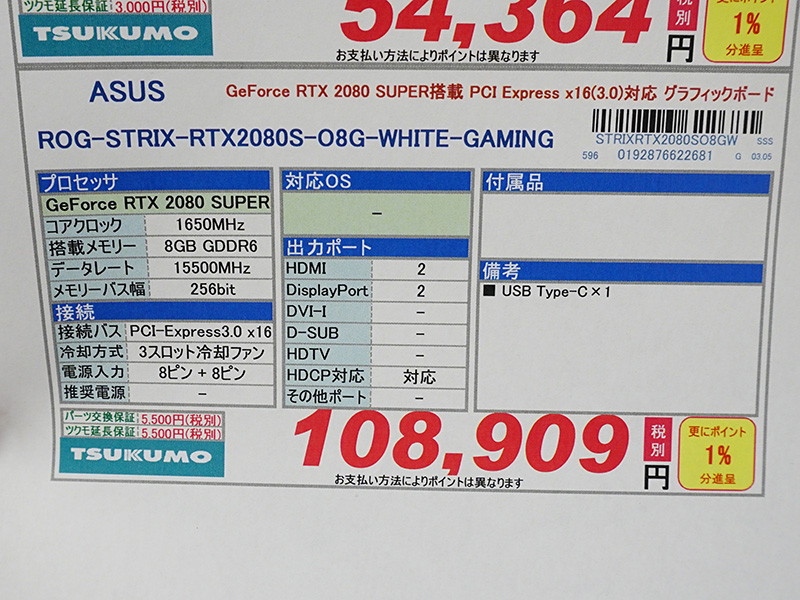 ツクモ延長保証 3,000円(税別)
TSUKUMO
54,364
税別
円
お支払い方法によりポイントは異なります
更にポイント
1%
分進呈
ASUS
GeForce RTX 2080 SUPER搭載 PCI Express x16(3.0)対応 グラフィックボード
ROG-STRIX-RTX2080S-O8G-WHITE-GAMING
STRIXRTX2080SO8GW SSS
596 0192876622681 G 03.05
プロセッサ
GeForce RTX 2080 SUPER
コアクロック 1650MHz
搭載メモリー 8GB GDDR6
データレート 15500MHz
メモリーバス幅 256bit
接続
接続バス PCI-Express3.0 x16
冷却方式 3スロット冷却ファン
電源入力 8ピン + 8ピン
推奨電源 -
対応OS
-
出力ポート
HDMI 2
DisplayPort 2
DVI-I -
D-SUB -
HDTV -
HDCP対応 対応
その他ポート -
付属品
備考
■ USB Type-C×1
パーツ交換保証 5,500円(税別)
ツクモ延長保証 5,500円(税別)
TSUKUMO
108,909
税別
円
お支払い方法によりポイントは異なります
更にポイント
1%
分進呈